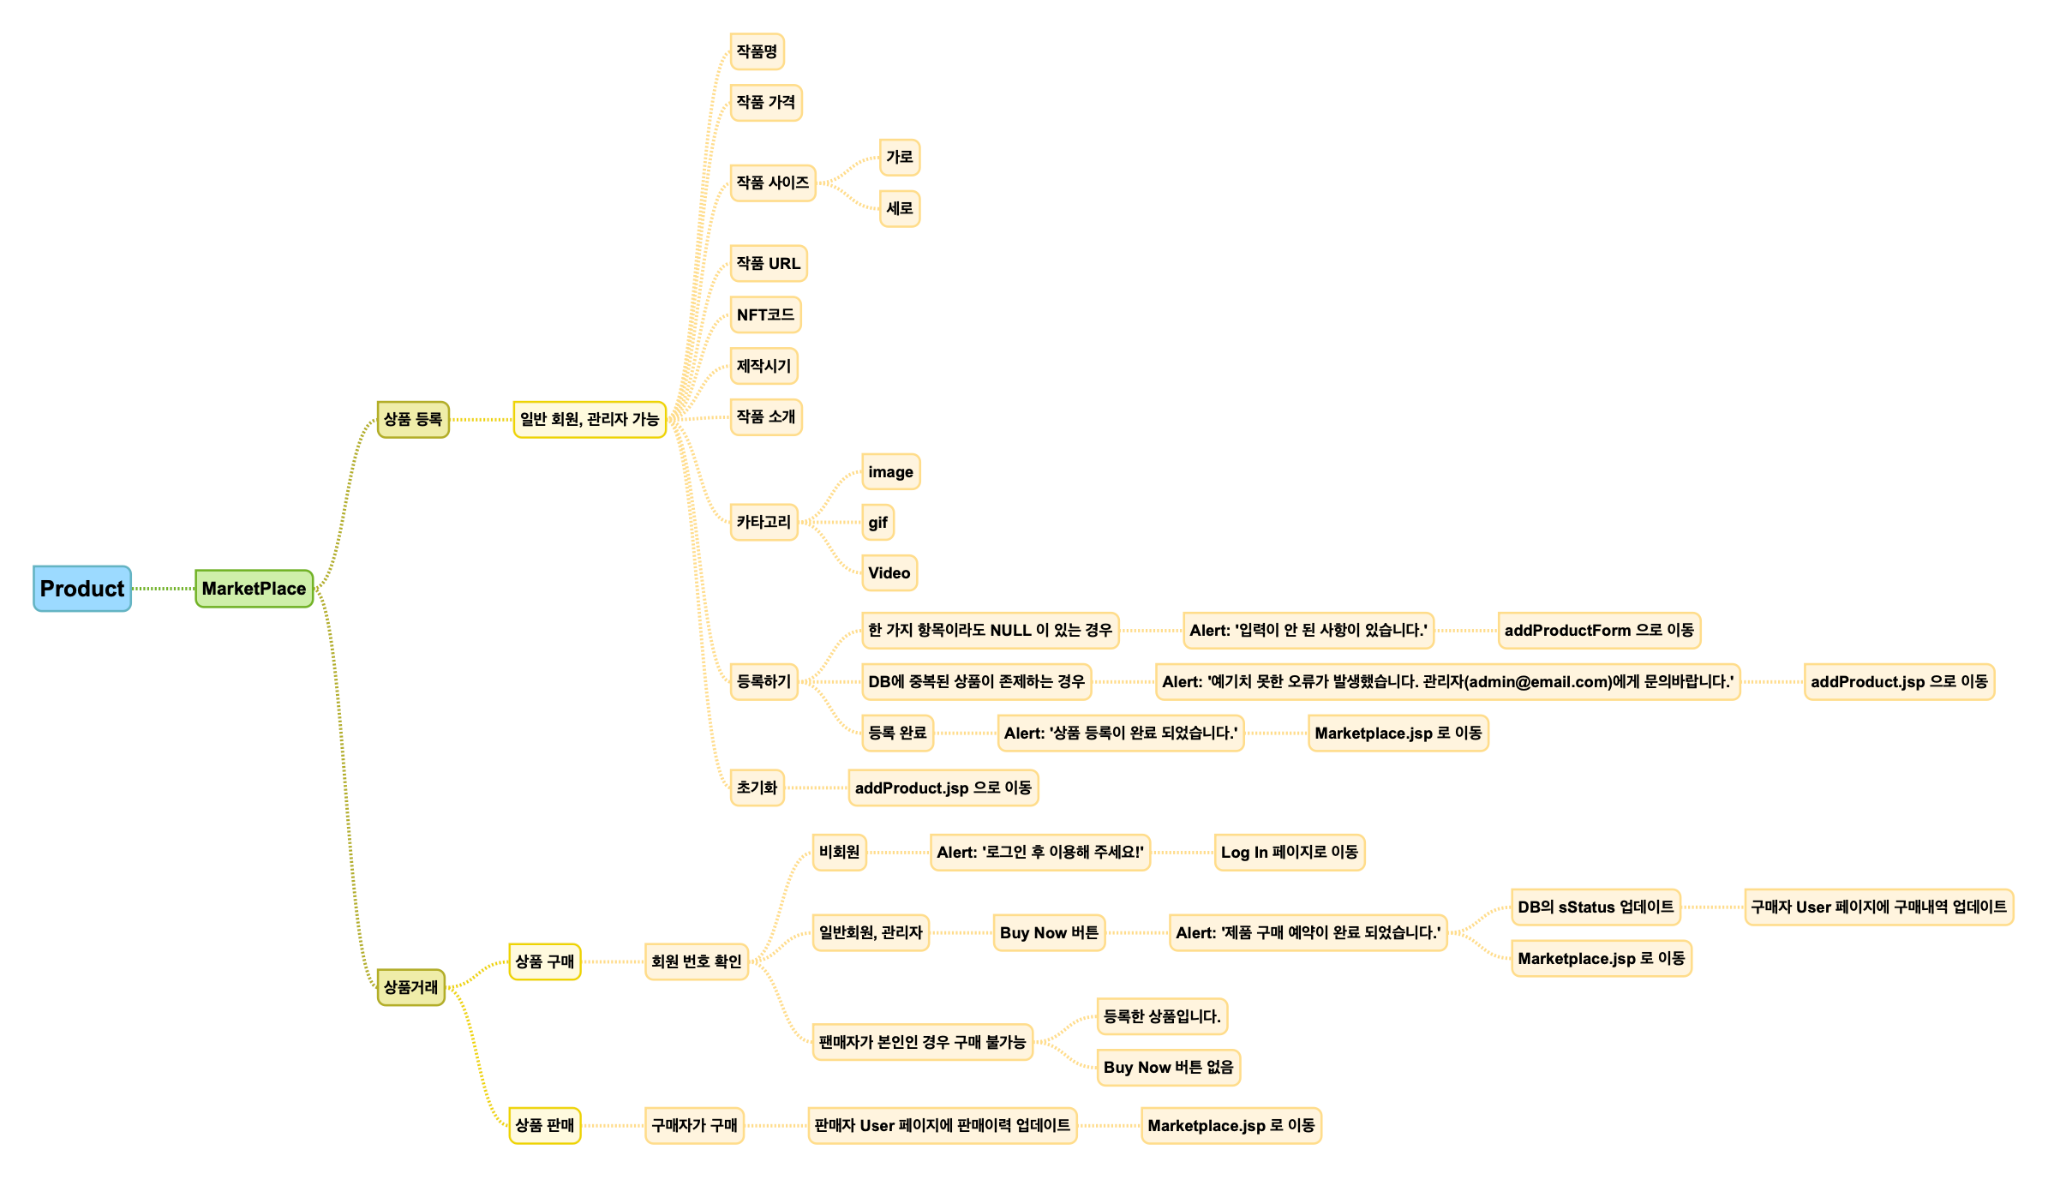 Product
MarketPlace
상품 등록
일반 회원, 관리자 가능
작품명
작품 가격
작품 사이즈
가로
세로
작품 URL
NFT코드
제작시기
작품 소개
카타고리
image
gif
Video
등록하기
한 가지 항목이라도 NULL 이 있는 경우
Alert: '입력이 안 된 사항이 있습니다.'
addProductForm 으로 이동
DB에 중복된 상품이 존재하는 경우
Alert: '예기치 못한 오류가 발생했습니다. 관리자(admin@email.com)에게 문의바랍니다.'
addProduct.jsp 으로 이동
등록 완료
Alert: '상품 등록이 완료 되었습니다.'
Marketplace.jsp 로 이동
초기화
addProduct.jsp 으로 이동
상품거래
상품 구매
회원 번호 확인
비회원
Alert: '로그인 후 이용해 주세요!'
Log In 페이지로 이동
일반회원, 관리자
Buy Now 버튼
Alert: '제품 구매 예약이 완료 되었습니다.'
DB의 sStatus 업데이트
구매자 User 페이지에 구매내역 업데이트
Marketplace.jsp 로 이동
팬매자가 본인인 경우 구매 불가능
등록한 상품입니다.
Buy Now 버튼 없음
상품 판매
구매자가 구매
판매자 User 페이지에 판매이력 업데이트
Marketplace.jsp 로 이동